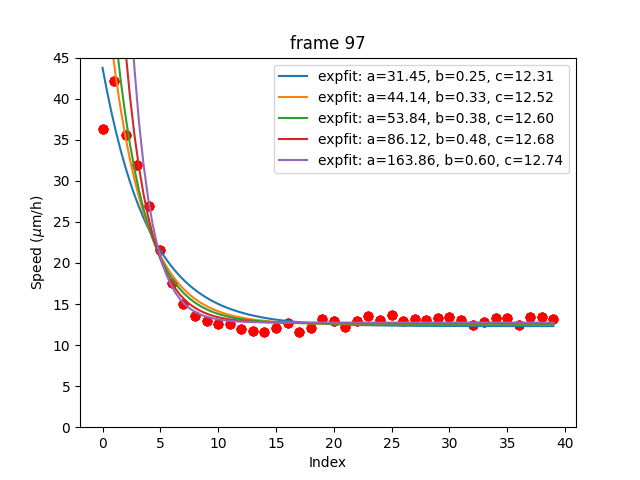 frame 97
45
40
35
30
25
20
15
10
5
0
Speed (μm/h)
expfit: a=31.45, b=0.25, c=12.31
expfit: a=44.14, b=0.33, c=12.52
expfit: a=53.84, b=0.38, c=12.60
expfit: a=86.12, b=0.48, c=12.68
expfit: a=163.86, b=0.60, c=12.74
0 5 10 15 20 25 30 35 40
Index